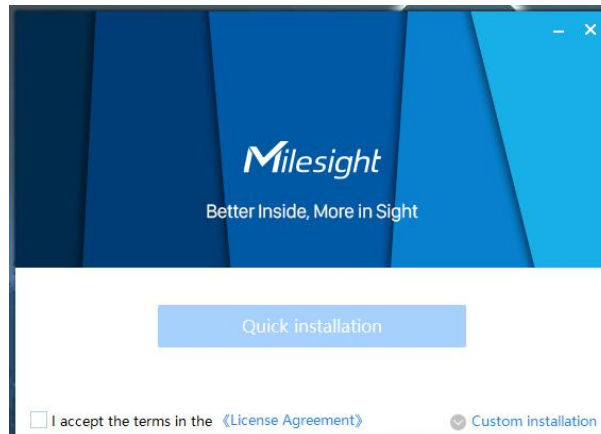 Milesight
Better Inside, More in Sight
Quick installation
I accept the terms in the 《License Agreement》
Custom installation